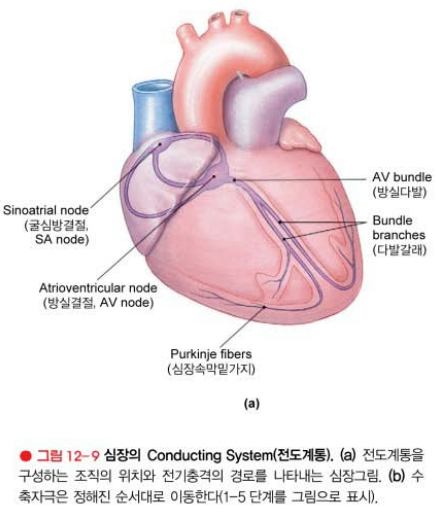 AV bundle
(방실다발)
Sinoatrial node
(굴심방결절,
SA node)
Bundle
branches
(다발갈래)
Atrioventricular node
(방실결절, AV node)
Purkinje fibers
(심장속막밑가지)
(a)
● 그림 12-9 심장의 Conducting System(전도계통). (a) 전도계통을
구성하는 조직의 위치와 전기충격의 경로를 나타내는 심장그림. (b) 수
축자극은 정해진 순서대로 이동한다(1-5 단계를 그림으로 표시).